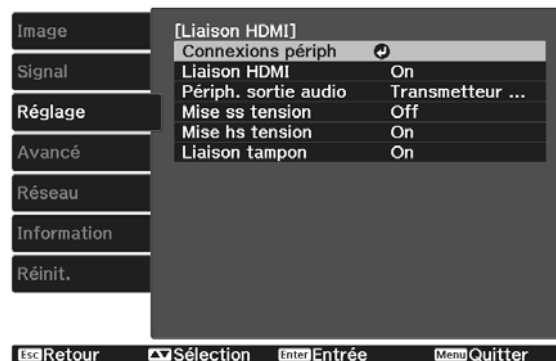 Image
Signal
Réglage
Avancé
Réseau
Information
Réinit.
[Liaison HDMI]
Connexions périph
Liaison HDMI On
Périph. sortie audio Transmetteur ...
Mise ss tension Off
Mise hs tension On
Liaison tampon On
Esc Retour Sélection Enter Entrée Menu Quitter